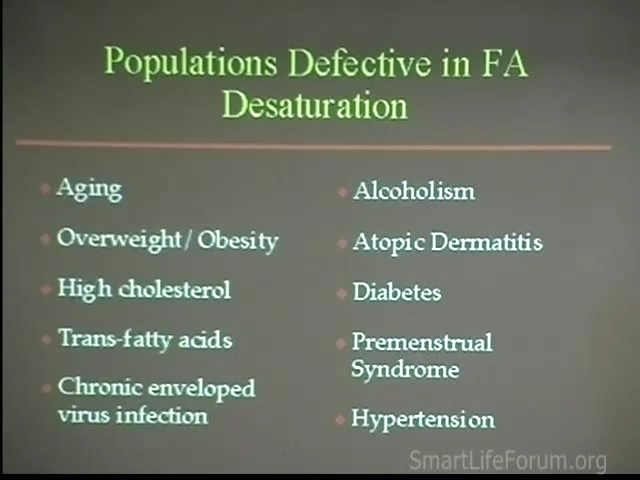 Populations Defective in FA
Desaturation
Aging
Overweight/ Obesity
High cholesterol
Trans-fatty acids
Chronic enveloped
virus infection
Alcoholism
Atopic Dermatitis
Diabetes
Premenstrual
Syndrome
Hypertension
SmartLifeForum.org